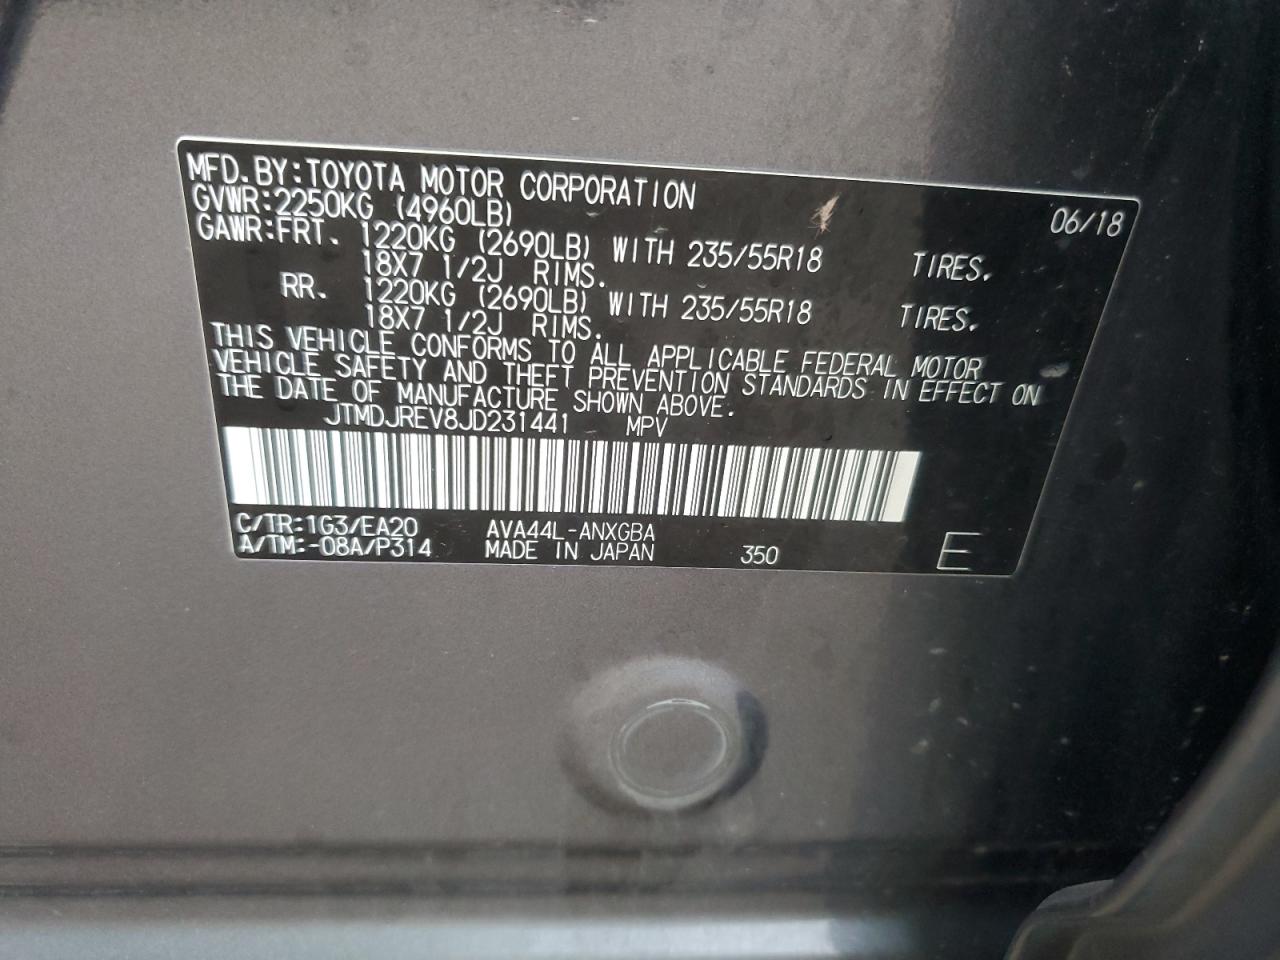 MFD.BY:TOYOTA MOTOR CORPORATION 06/18
GVWR:2250KG (4960LB)
GAWR:FRT. 1220KG (2690LB) WITH 235/55R18 TIRES.
18X7 1/2J RIMS.
RR. 1220KG (2690LB) WITH 235/55R18 TIRES.
18X7 1/2J RIMS.
THIS VEHICLE CONFORMS TO ALL APPLICABLE FEDERAL MOTOR
VEHICLE SAFETY AND THEFT PREVENTION STANDARDS IN EFFECT ON
THE DATE OF MANUFACTURE SHOWN ABOVE.
JTMDJREV8JD231441 MPV
C/TR:1G3/EA20 AVA44L-ANXGBA
A/TM:-08A/P314 MADE IN JAPAN 350 E